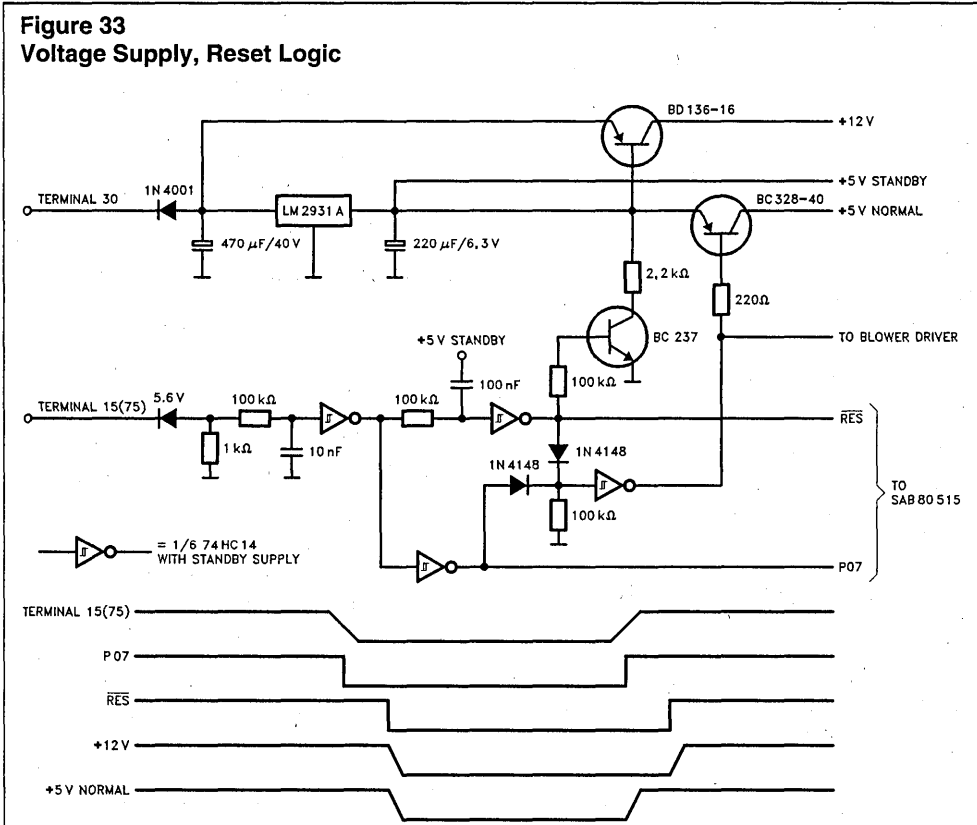 Figure 33
Voltage Supply, Reset Logic
BD 136-16
+12 V
TERMINAL 30
1N 4001
LM 2931 A
+5 V STANDBY
BC 328-40
+5 V NORMAL
470 µF/40 V
220 µF/6,3 V
2,2 kΩ
220Ω
BC 237
TO BLOWER DRIVER
+5 V STANDBY
100 nF
100 kΩ
TERMINAL 15(75)
5.6 V
100 kΩ
100 kΩ
RES
1 kΩ
10 nF
1N 4148
1N 4148
TO
SAB 80 515
100 kΩ
= 1/6 74 HC 14
WITH STANDBY SUPPLY
P07
TERMINAL 15(75)
P 07
RES
+12 V
+5 V NORMAL